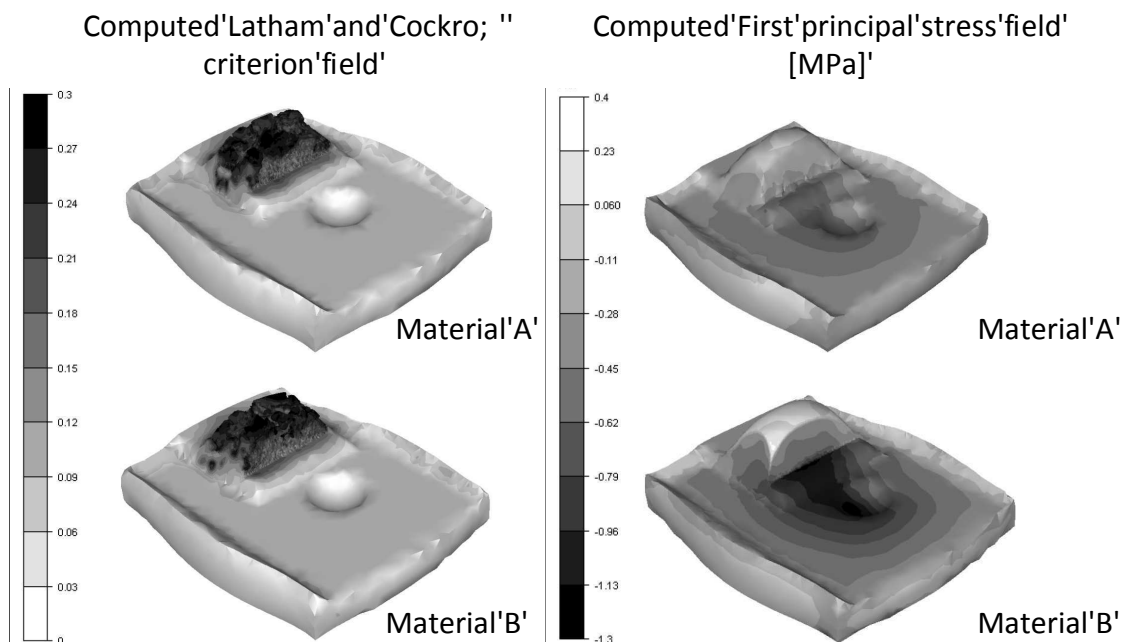 Computed'Latham'and'Cockro; ''
criterion'field'
0.3
0.27
0.24
0.21
0.18
0.15
0.12
0.09
0.06
0.03
0
Material'A'
Material'B'
Computed'First'principal'stress'field'
[MPa]'
0.4
0.23
0.060
-0.11
-0.28
-0.45
-0.62
-0.79
-0.96
-1.13
-1.3
Material'A'
Material'B'